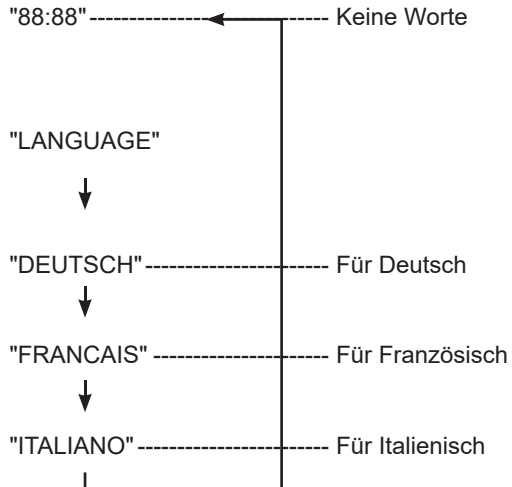 "88:88" ---------------------------------- Keine Worte
"LANGUAGE"
"DEUTSCH" -------------------------- Für Deutsch
"FRANCAIS" ------------------------- Für Französisch
"ITALIANO" --------------------------- Für Italienisch